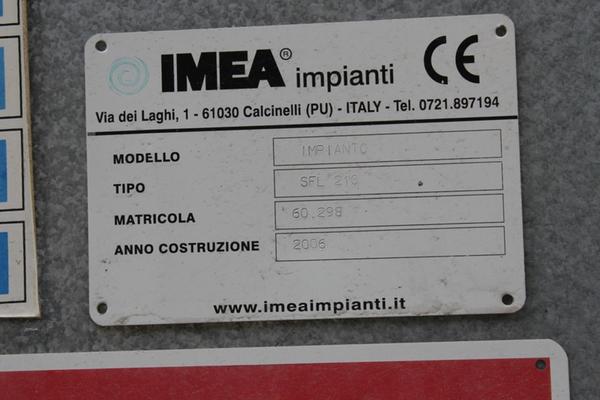 IMEA® impianti CE
Via dei Laghi, 1 - 61030 Calcinelli (PU) - ITALY - Tel. 0721.897194
MODELLO IMPIANTO
TIPO SFL
MATRICOLA 60.298
ANNO COSTRUZIONE 2006
www.imeaimpianti.it